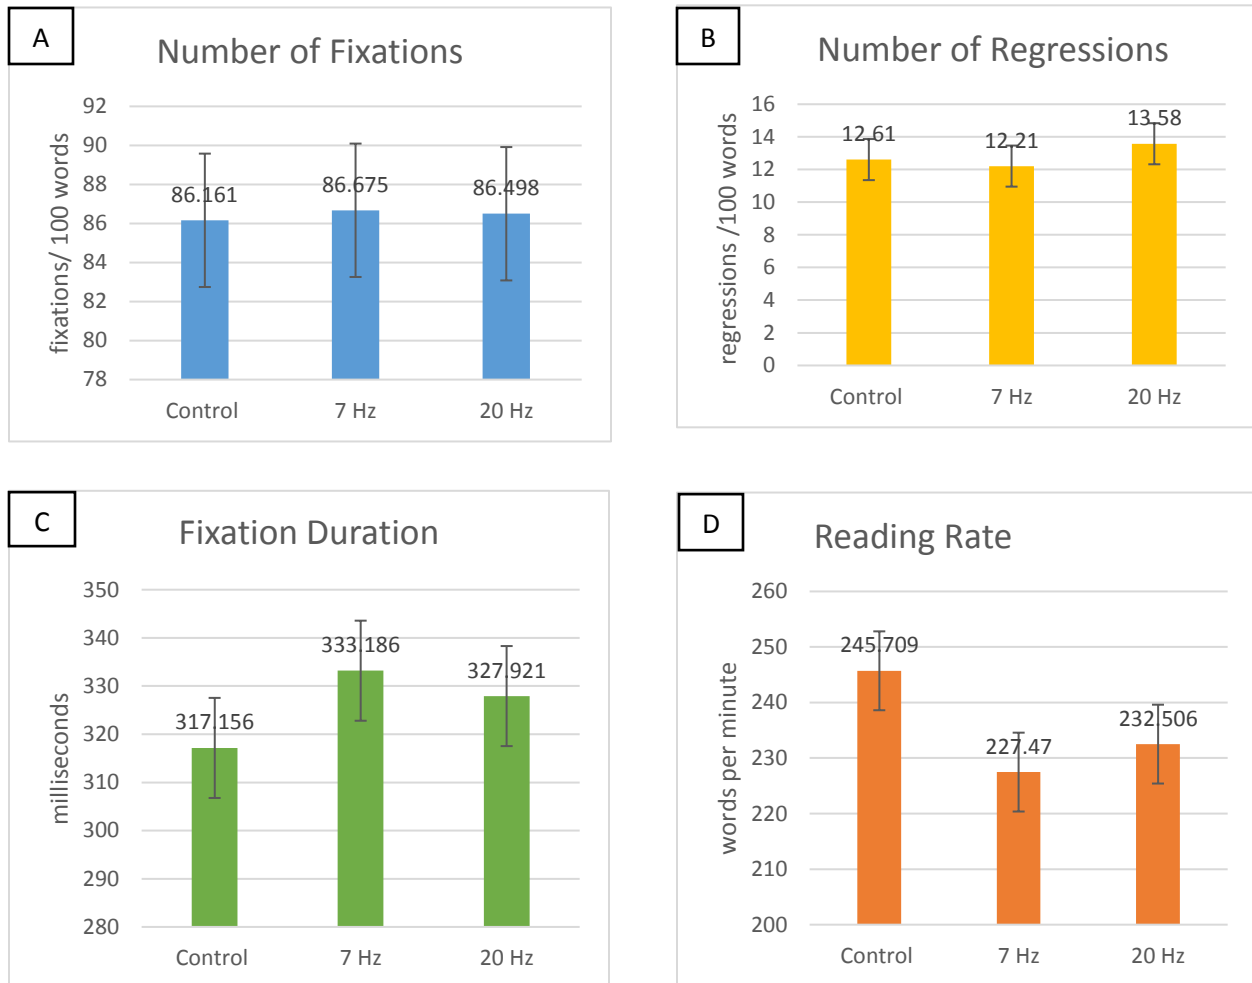 A
Number of Fixations
fixations/ 100 words
92
90
88
86
84
82
80
78
86.161
86.675
86.498
Control
7 Hz
20 Hz
B
Number of Regressions
regressions /100 words
16
14
12
10
8
6
4
2
0
12.61
12.21
13.58
Control
7 Hz
20 Hz
C
Fixation Duration
milliseconds
350
340
330
320
310
300
290
280
317.156
333.186
327.921
Control
7 Hz
20 Hz
D
Reading Rate
words per minute
260
250
240
230
220
210
200
245.709
227.47
232.506
Control
7 Hz
20 Hz